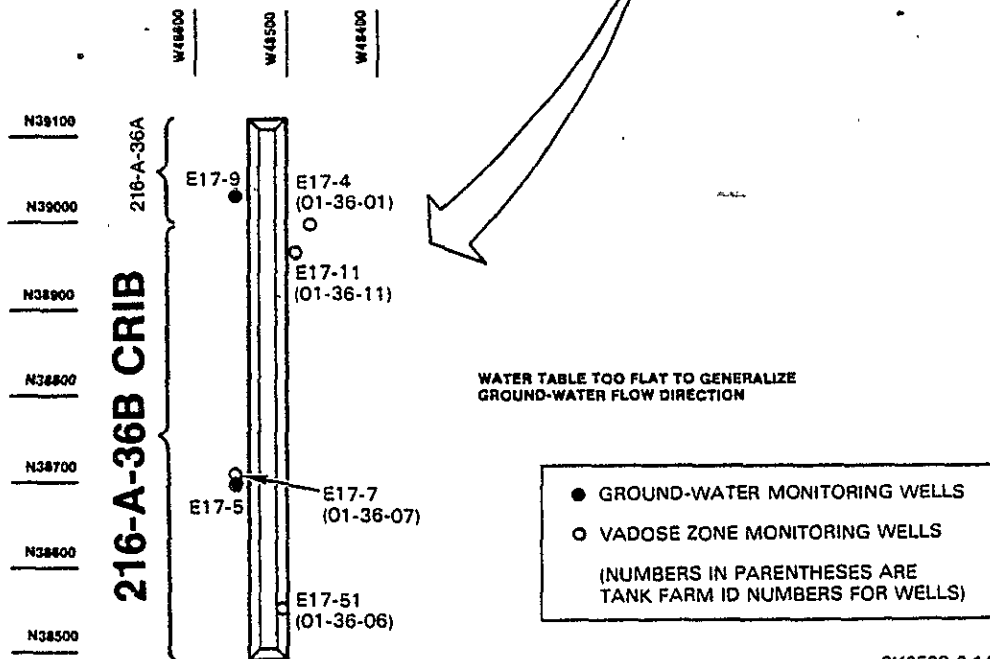 W48600
W48500
W48400
N39100
216-A-36A
E17-9
E17-4
(01-36-01)
N39000
E17-11
(01-36-11)
N38900
216-A-36B CRIB
N38800
WATER TABLE TOO FLAT TO GENERALIZE
GROUND-WATER FLOW DIRECTION
N38700
E17-5
E17-7
(01-36-07)
N38600
E17-51
(01-36-06)
N38500
GROUND-WATER MONITORING WELLS
VADOSE ZONE MONITORING WELLS
(NUMBERS IN PARENTHESES ARE
TANK FARM ID NUMBERS FOR WELLS)